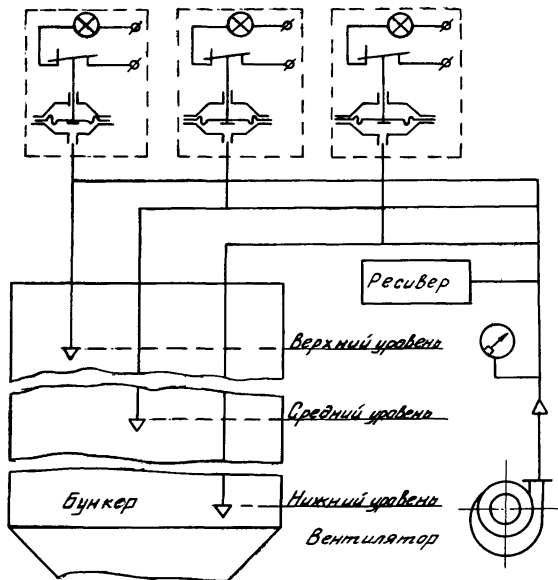 Ресивер
Верхний уровень
Средний уровень
Бункер
Нижний уровень
Вентилятор